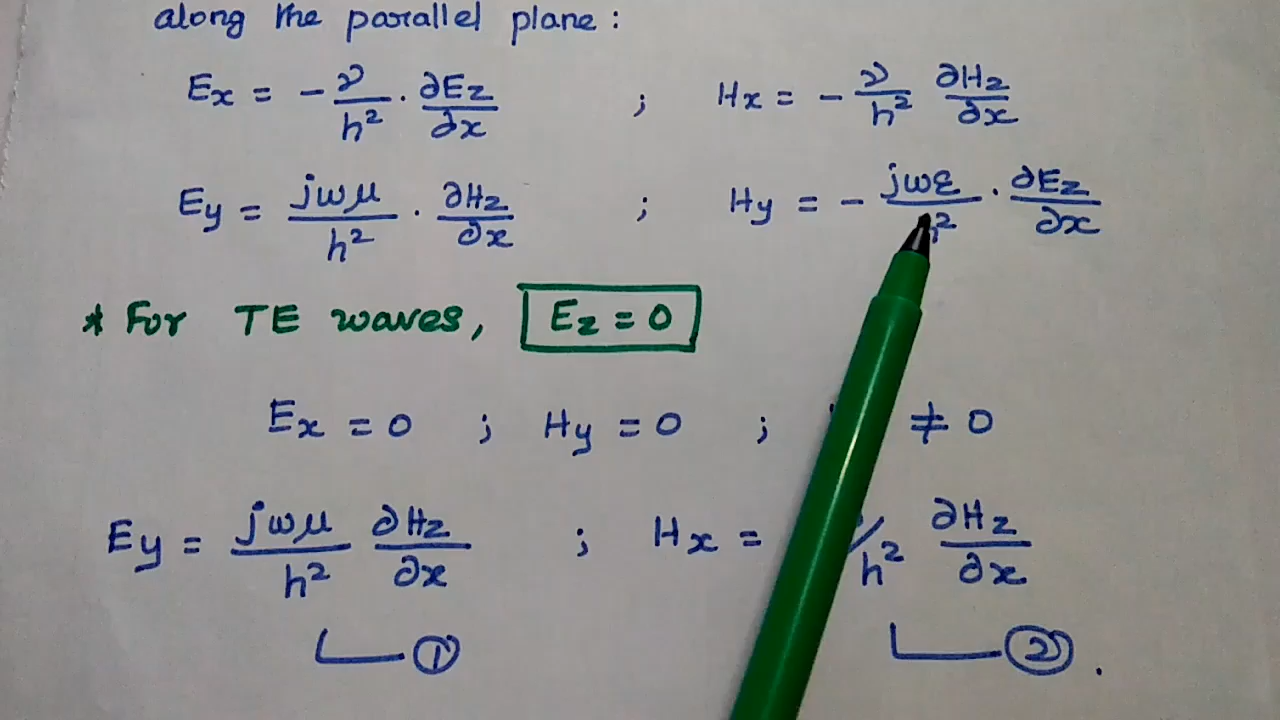 along the parallel plane :
Ex = - γ/h² · ∂Ez/∂x ; Hx = - γ/h² ∂Hz/∂x
Ey = jωμ/h² · ∂Hz/∂x ; Hy = - jωε/h² · ∂Ez/∂x
* For TE waves, Ez = 0
Ex = 0 ; Hy = 0 ; ≠ 0
Ey = jωμ/h² ∂Hz/∂x ; Hx = /h² ∂Hz/∂x
① ② .